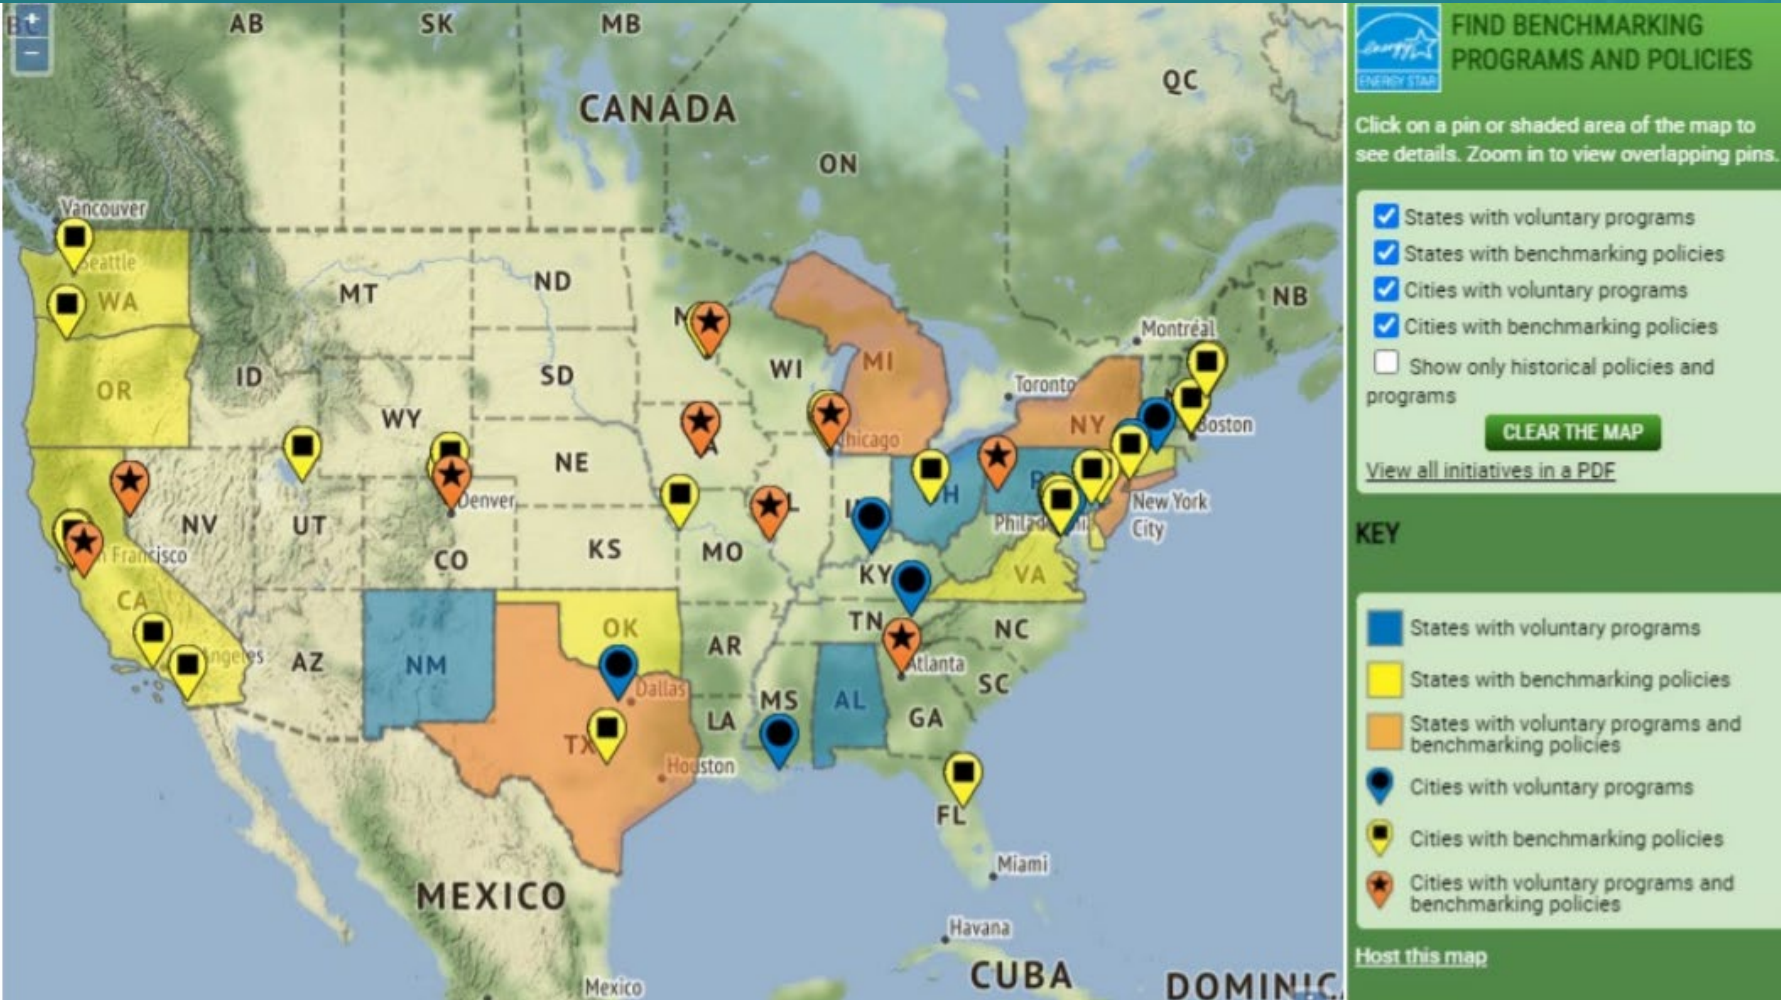 BC
AB
SK
MB
CANADA
QC
ON
NB
Vancouver
Seattle
WA
MT
ND
Montréal
OR
ID
SD
WI
MI
Toronto
NY
WY
Chicago
Boston
NE
Denver
New York
City
NV
UT
Philad
San Francisco
CO
KS
MO
KY
VA
CA
OK
TN
NC
Angeles
AZ
NM
AR
Atlanta
Dallas
MS
AL
SC
LA
GA
TX
Houston
FL
Miami
MEXICO
Havana
CUBA
Mexico
DOMINICA
+
−
energy
ENERGY STAR
FIND BENCHMARKING
PROGRAMS AND POLICIES
Click on a pin or shaded area of the map to
see details. Zoom in to view overlapping pins.
States with voluntary programs
States with benchmarking policies
Cities with voluntary programs
Cities with benchmarking policies
Show only historical policies and
programs
CLEAR THE MAP
View all initiatives in a PDF
KEY
States with voluntary programs
States with benchmarking policies
States with voluntary programs and
benchmarking policies
Cities with voluntary programs
Cities with benchmarking policies
Cities with voluntary programs and
benchmarking policies
Host this map